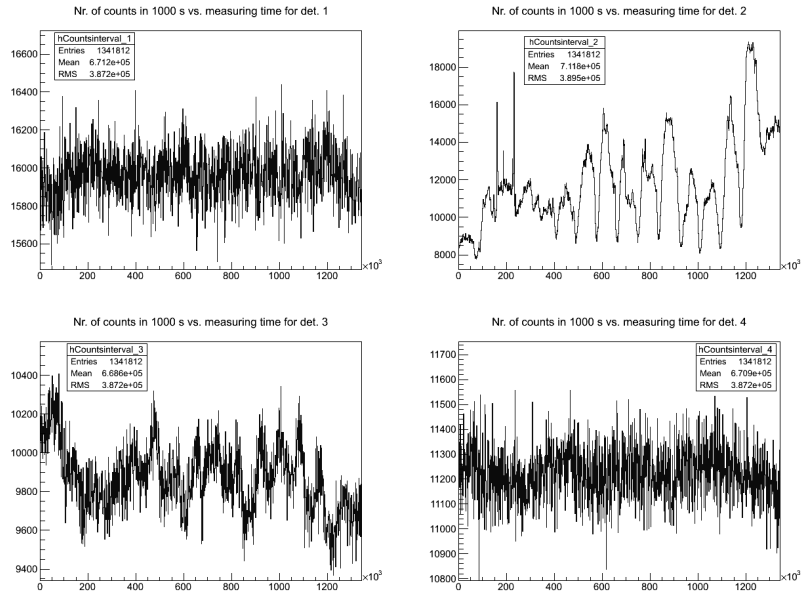 Nr. of counts in 1000 s vs. measuring time for det. 1
hCountsinterval_1
Entries 1341812
Mean 6.712e+05
RMS 3.872e+05
16600
16400
16200
16000
15800
15600
0 200 400 600 800 1000 1200 ×10³
Nr. of counts in 1000 s vs. measuring time for det. 2
hCountsinterval_2
Entries 1341812
Mean 7.118e+05
RMS 3.895e+05
18000
16000
14000
12000
10000
8000
0 200 400 600 800 1000 1200 ×10³
Nr. of counts in 1000 s vs. measuring time for det. 3
hCountsinterval_3
Entries 1341812
Mean 6.686e+05
RMS 3.872e+05
10400
10200
10000
9800
9600
9400
0 200 400 600 800 1000 1200 ×10³
Nr. of counts in 1000 s vs. measuring time for det. 4
hCountsinterval_4
Entries 1341812
Mean 6.709e+05
RMS 3.872e+05
11700
11600
11500
11400
11300
11200
11100
11000
10900
10800
0 200 400 600 800 1000 1200 ×10³